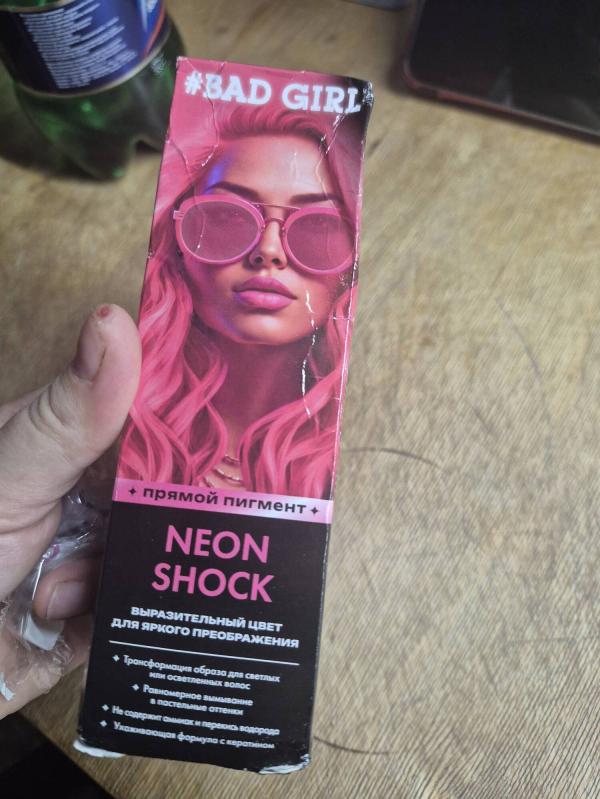 #BAD GIRL
✦ ПРЯМОЙ ПИГМЕНТ ✦
NEON
SHOCK
ВЫРАЗИТЕЛЬНЫЙ ЦВЕТ
ДЛЯ ЯРКОГО ПРЕОБРАЖЕНИЯ
✦ Трансформация образа для светлых
или осветленных волос
✦ Равномерное вымывание
в пастельные оттенки
✦ Не содержит аммиак и перекись водорода
✦ Ухаживающая формула с кератином